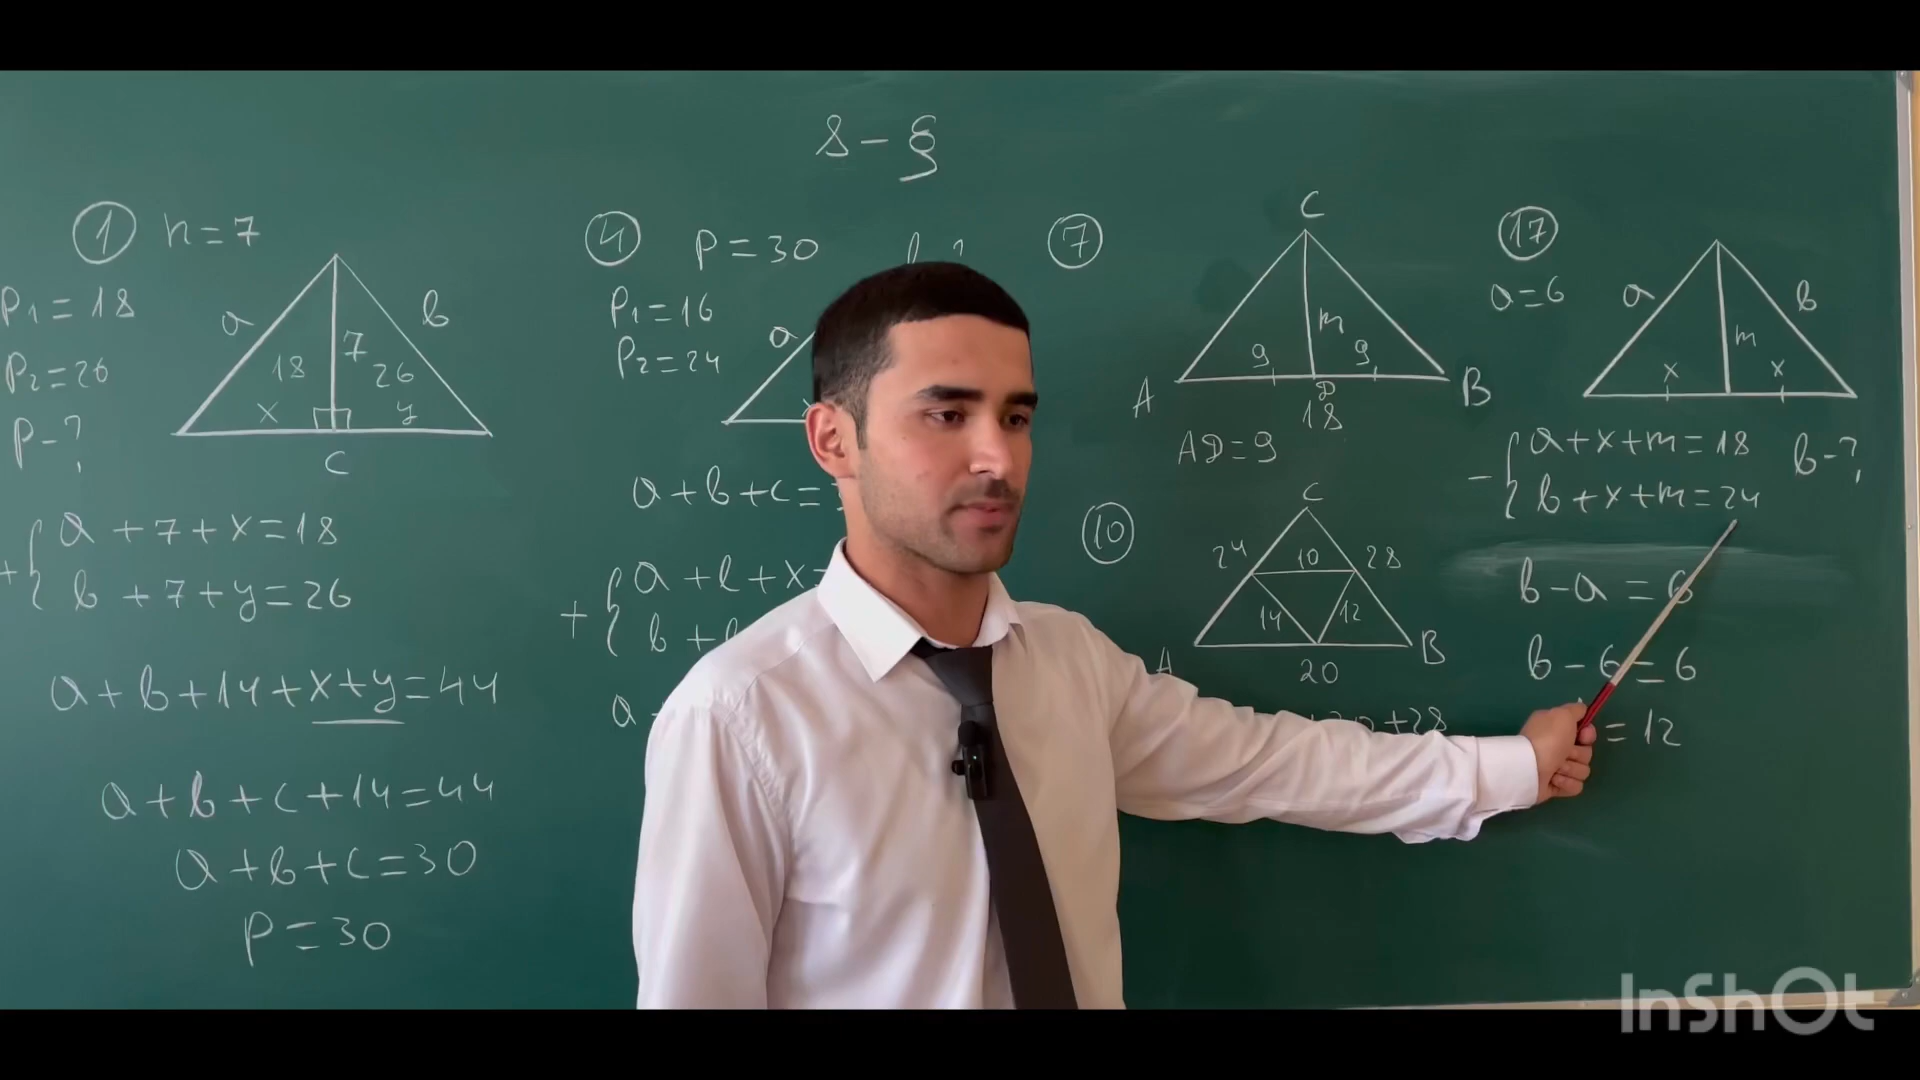 8 – §
① h = 7
P₁ = 18
P₂ = 26
P – ?
a
b
18
7
26
x
y
c
a + 7 + x = 18
b + 7 + y = 26
+
a + b + 14 + x + y = 44
a + b + c + 14 = 44
a + b + c = 30
P = 30
④ P = 30
P₁ = 16
P₂ = 24
a
a + b + c =
a + l + x =
b + l
+
a
⑦
C
m
9
9
A
D
B
18
AD = 9
⑩
C
24
10
28
14
12
A
B
20
+ 28
⑰
a = 6
a
b
m
x
x
a + x + m = 18
b + x + m = 24
–
b – ?
b – a = 6
b – 6 = 6
= 12
InShOt